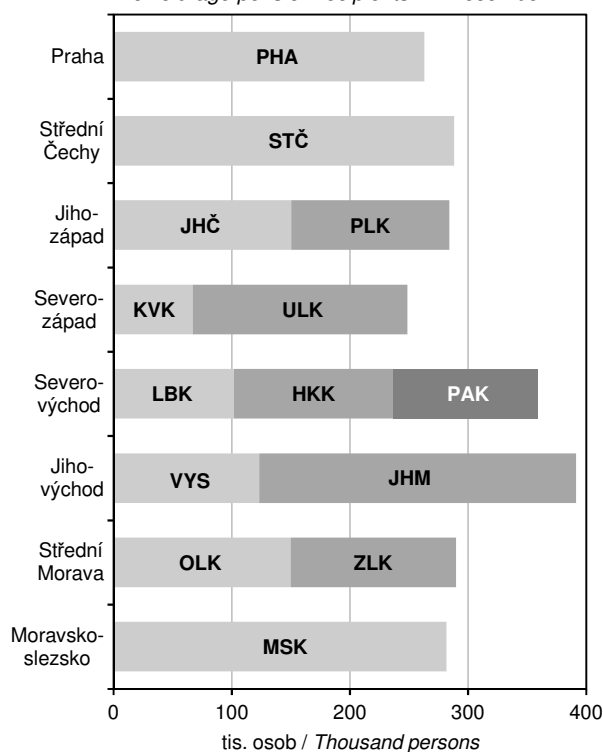 pension recipients
Praha
PHA
Střední
Čechy
STČ
Jiho-
západ
JHČ PLK
Severo-
západ
KVK ULK
Severo-
východ
LBK HKK PAK
Jiho-
východ
VYS JHM
Střední
Morava
OLK ZLK
Moravsko-
slezsko
MSK
0 100 200 300 400
tis. osob / Thousand persons